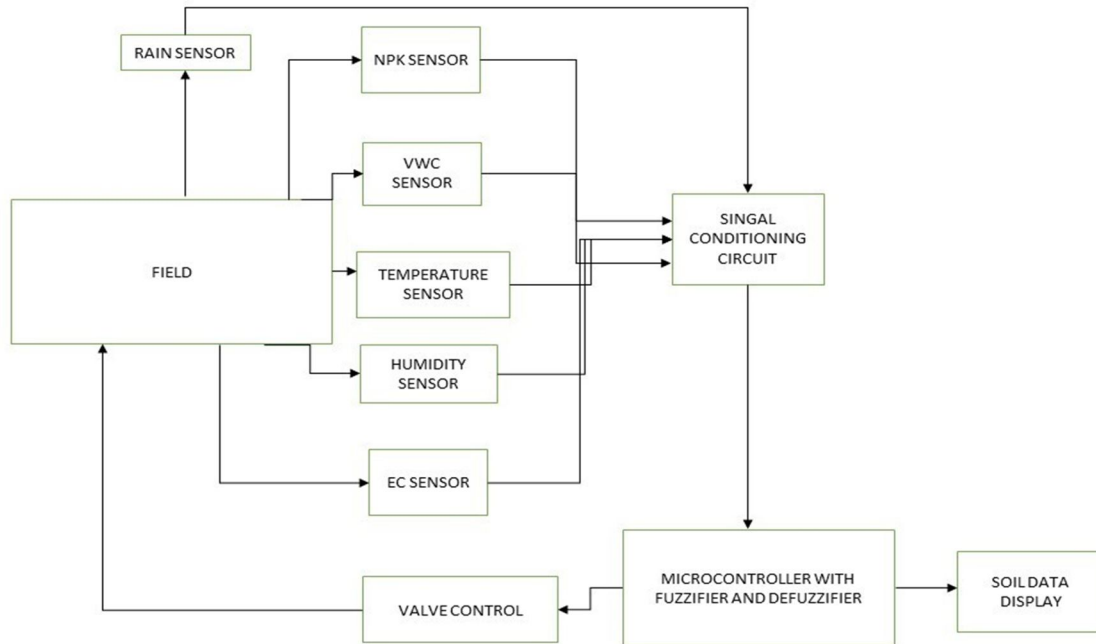 RAIN SENSOR
NPK SENSOR
VWC
SENSOR
SINGAL
CONDITIONING
CIRCUIT
FIELD
TEMPERATURE
SENSOR
HUMIDITY
SENSOR
EC SENSOR
MICROCONTROLLER WITH
FUZZIFIER AND DEFUZZIFIER
SOIL DATA
DISPLAY
VALVE CONTROL